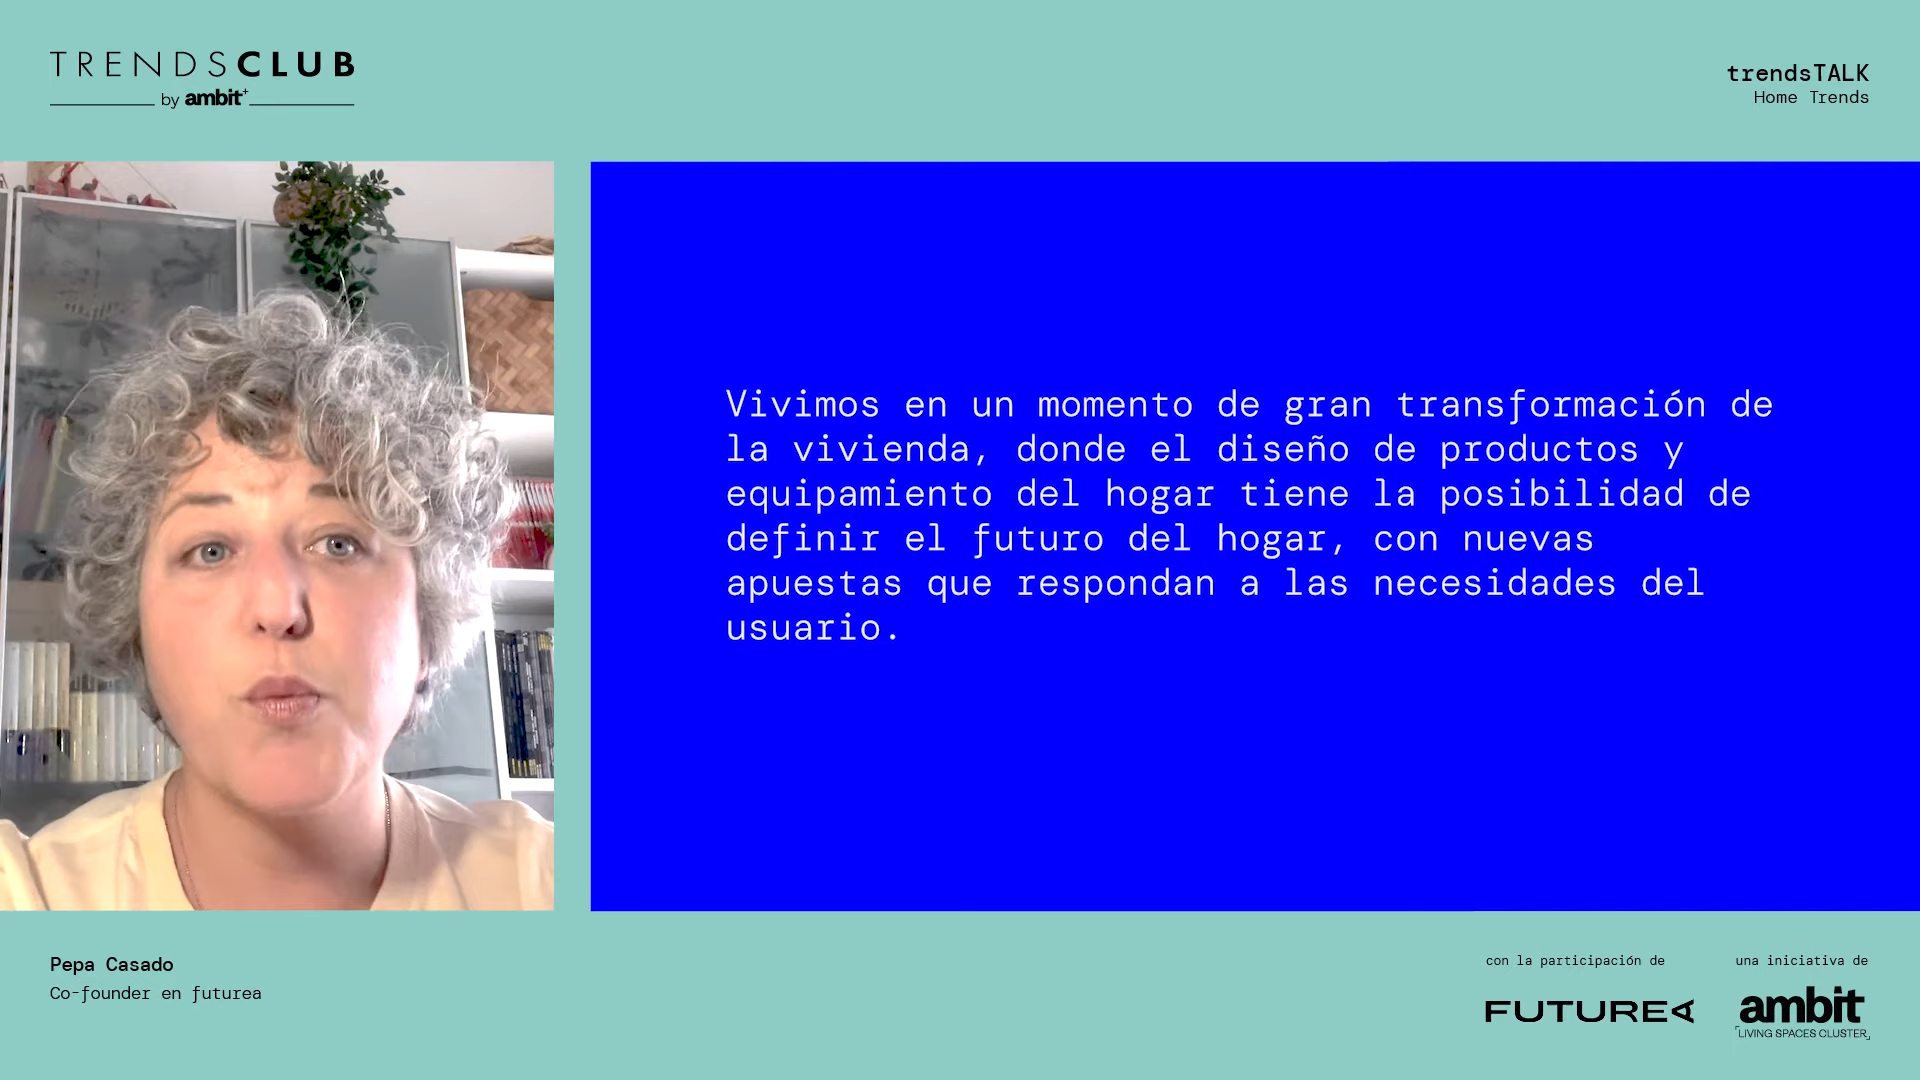 TRENDSCLUB
by ambit+
trendsTALK
Home Trends
Vivimos en un momento de gran transformación de
la vivienda, donde el diseño de productos y
equipamiento del hogar tiene la posibilidad de
definir el futuro del hogar, con nuevas
apuestas que respondan a las necesidades del
usuario.
Pepa Casado
Co-founder en futurea
con la participación de
FUTUREA
una iniciativa de
ambit
LIVING SPACES CLUSTER